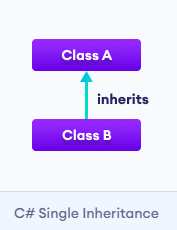 Class A
inherits
Class B
C# Single Inheritance